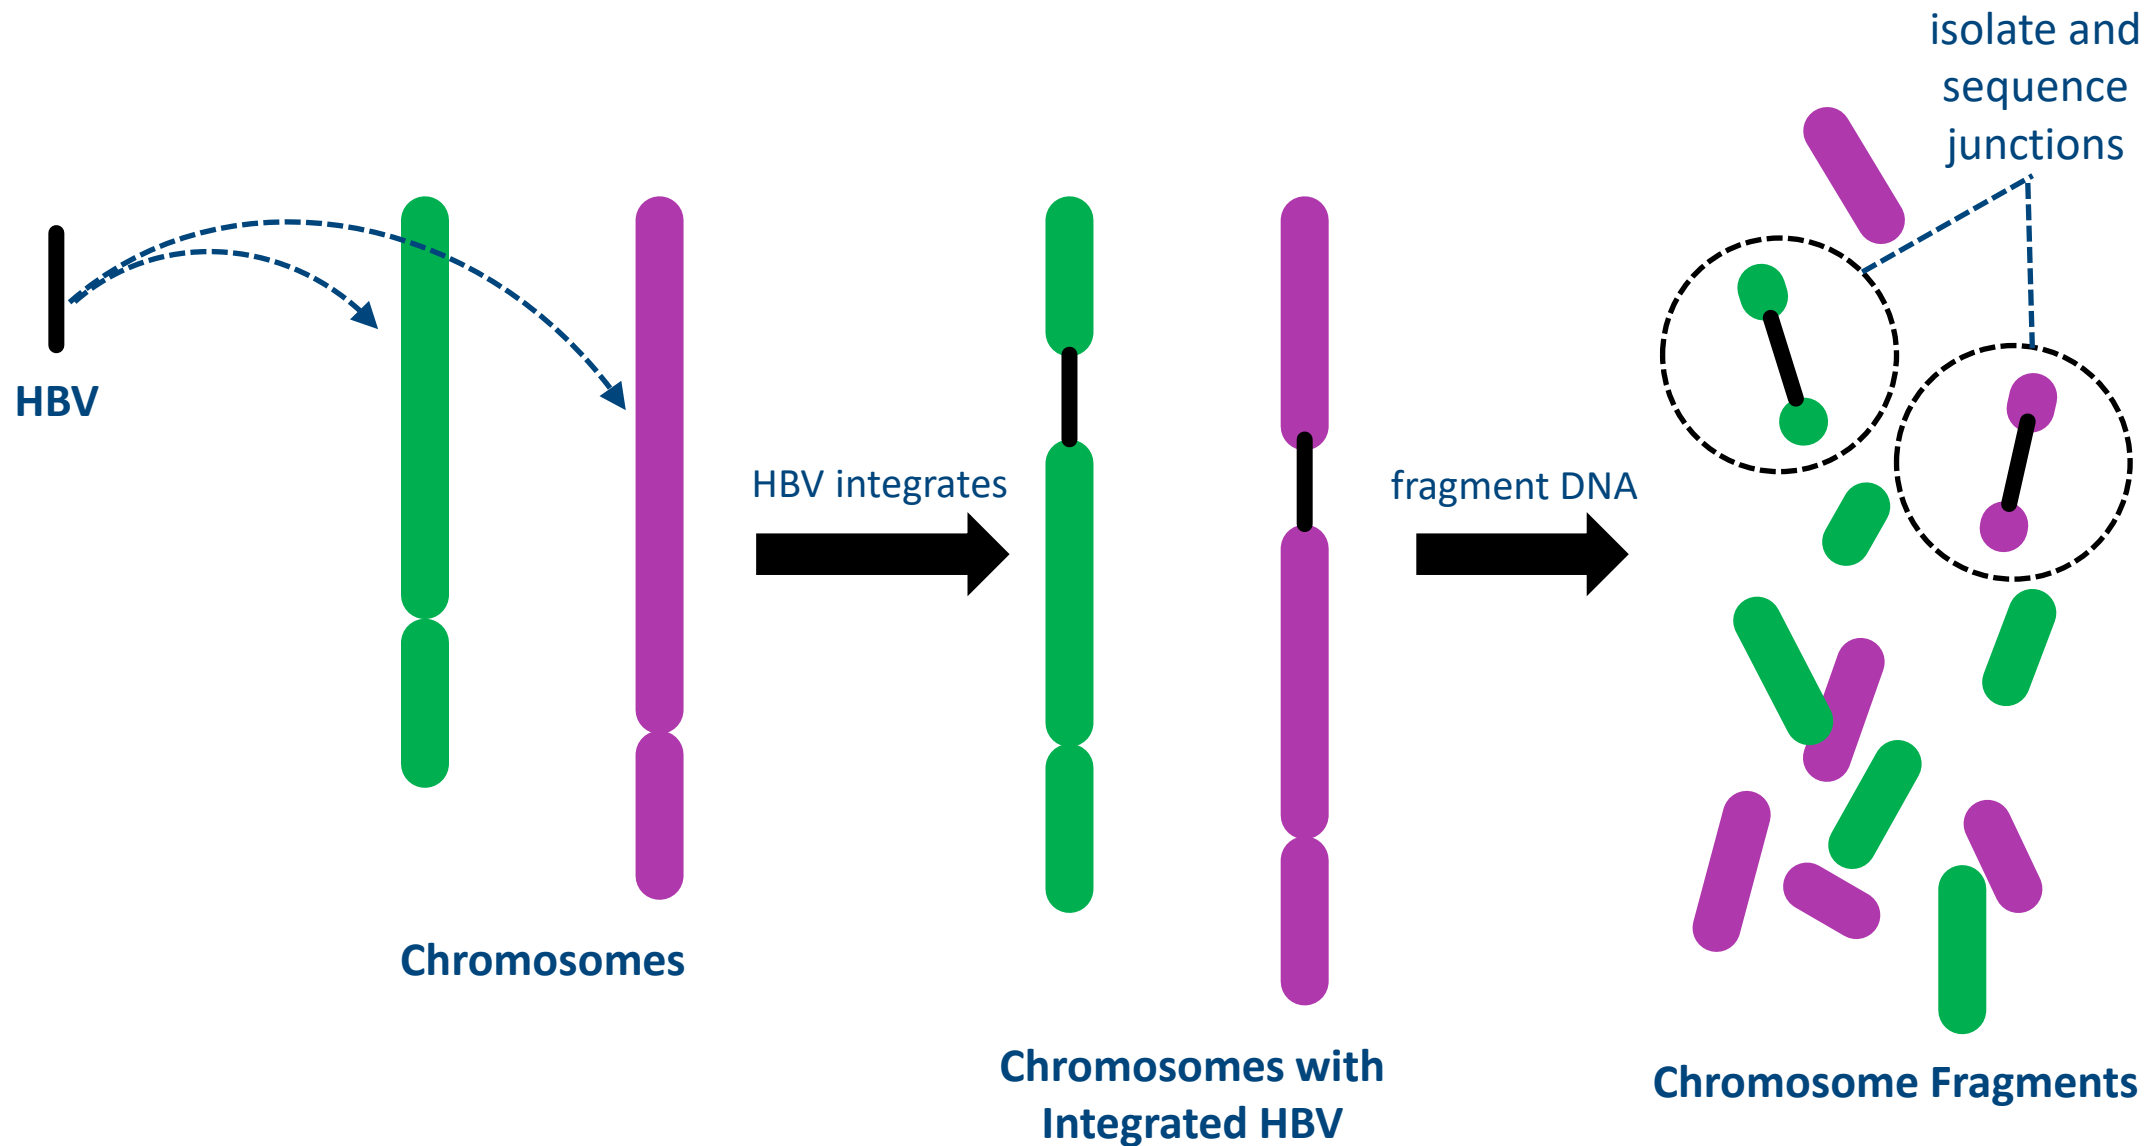 isolate and
sequence
junctions
HBV
HBV integrates
fragment DNA
Chromosomes
Chromosomes with
Integrated HBV
Chromosome Fragments